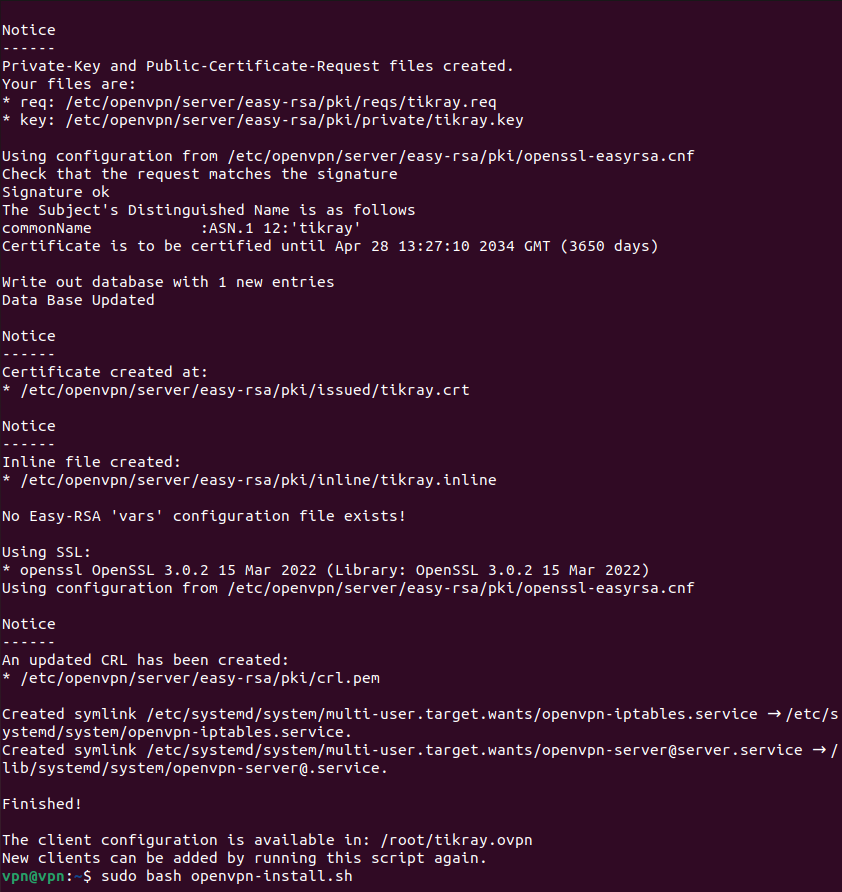 Notice
------
Private-Key and Public-Certificate-Request files created.
Your files are:
* req: /etc/openvpn/server/easy-rsa/pki/reqs/tikray.req
* key: /etc/openvpn/server/easy-rsa/pki/private/tikray.key
Using configuration from /etc/openvpn/server/easy-rsa/pki/openssl-easyrsa.cnf
Check that the request matches the signature
Signature ok
The Subject's Distinguished Name is as follows
commonName            :ASN.1 12:'tikray'
Certificate is to be certified until Apr 28 13:27:10 2034 GMT (3650 days)
Write out database with 1 new entries
Data Base Updated
Notice
------
Certificate created at:
* /etc/openvpn/server/easy-rsa/pki/issued/tikray.crt
Notice
------
Inline file created:
* /etc/openvpn/server/easy-rsa/pki/inline/tikray.inline
No Easy-RSA 'vars' configuration file exists!
Using SSL:
* openssl OpenSSL 3.0.2 15 Mar 2022 (Library: OpenSSL 3.0.2 15 Mar 2022)
Using configuration from /etc/openvpn/server/easy-rsa/pki/openssl-easyrsa.cnf
Notice
------
An updated CRL has been created:
* /etc/openvpn/server/easy-rsa/pki/crl.pem
Created symlink /etc/systemd/system/multi-user.target.wants/openvpn-iptables.service → /etc/s
ystemd/system/openvpn-iptables.service.
Created symlink /etc/systemd/system/multi-user.target.wants/openvpn-server@server.service → /
lib/systemd/system/openvpn-server@.service.
Finished!
The client configuration is available in: /root/tikray.ovpn
New clients can be added by running this script again.
vpn@vpn:~$ sudo bash openvpn-install.sh